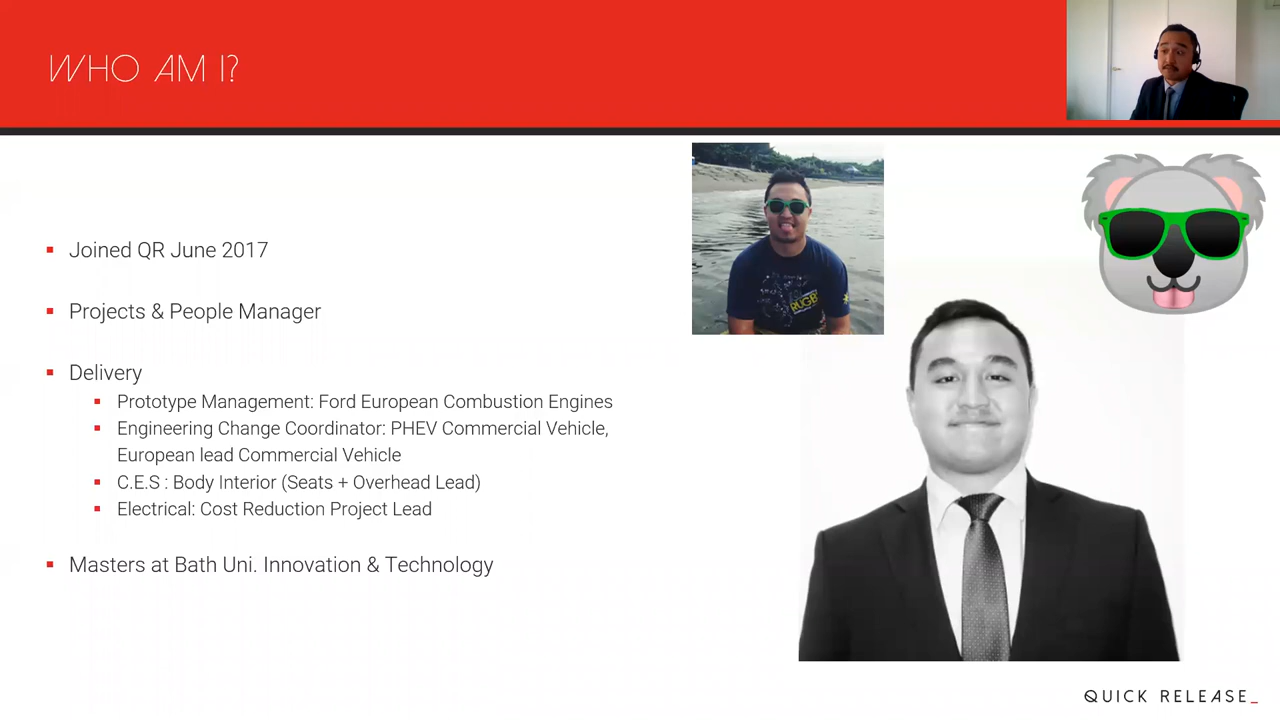 WHO AM I?
Joined QR June 2017
Projects & People Manager
Delivery
Prototype Management: Ford European Combustion Engines
Engineering Change Coordinator: PHEV Commercial Vehicle,
European lead Commercial Vehicle
C.E.S : Body Interior (Seats + Overhead Lead)
Electrical: Cost Reduction Project Lead
Masters at Bath Uni. Innovation & Technology
RUGBY
QUICK RELEASE_